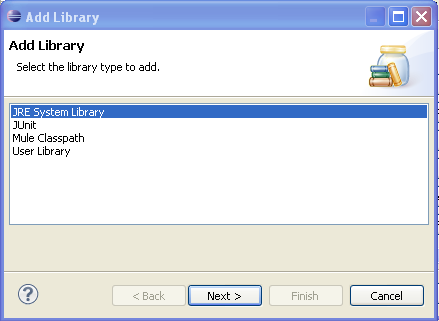 Add Library
Add Library
Select the library type to add.
JRE System Library
JUnit
Mule Classpath
User Library
? < Back Next > Finish Cancel